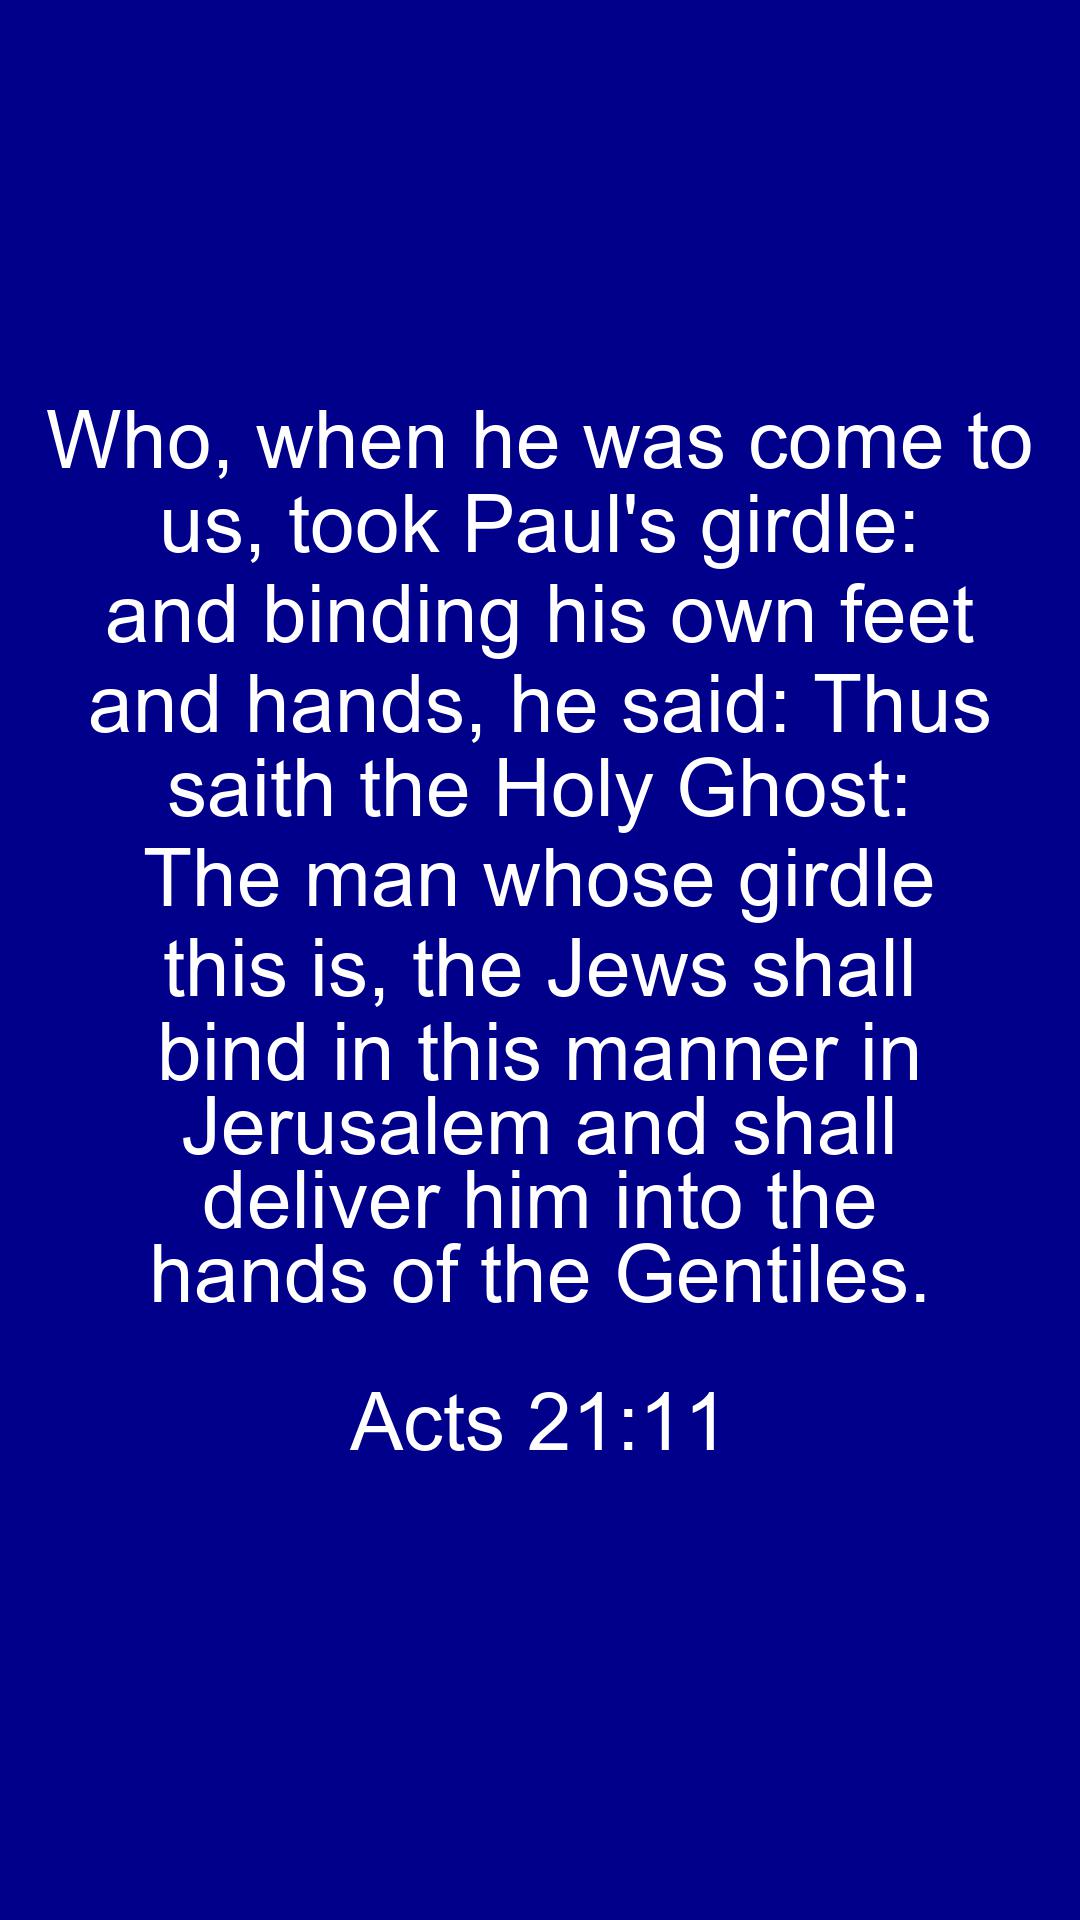 Who, when he was come to
us, took Paul's girdle:
and binding his own feet
and hands, he said: Thus
saith the Holy Ghost:
The man whose girdle
this is, the Jews shall
bind in this manner in
Jerusalem and shall
deliver him into the
hands of the Gentiles.
Acts 21:11